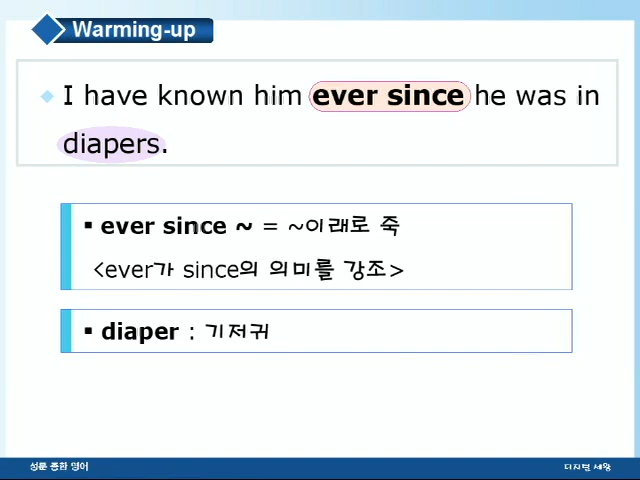 Warming-up
I have known him ever since he was in
diapers.
▪ ever since ~ = ~이래로 죽
<ever가 since의 의미를 강조>
▪ diaper : 기저귀
성문 종합 영어
디지털 세왕